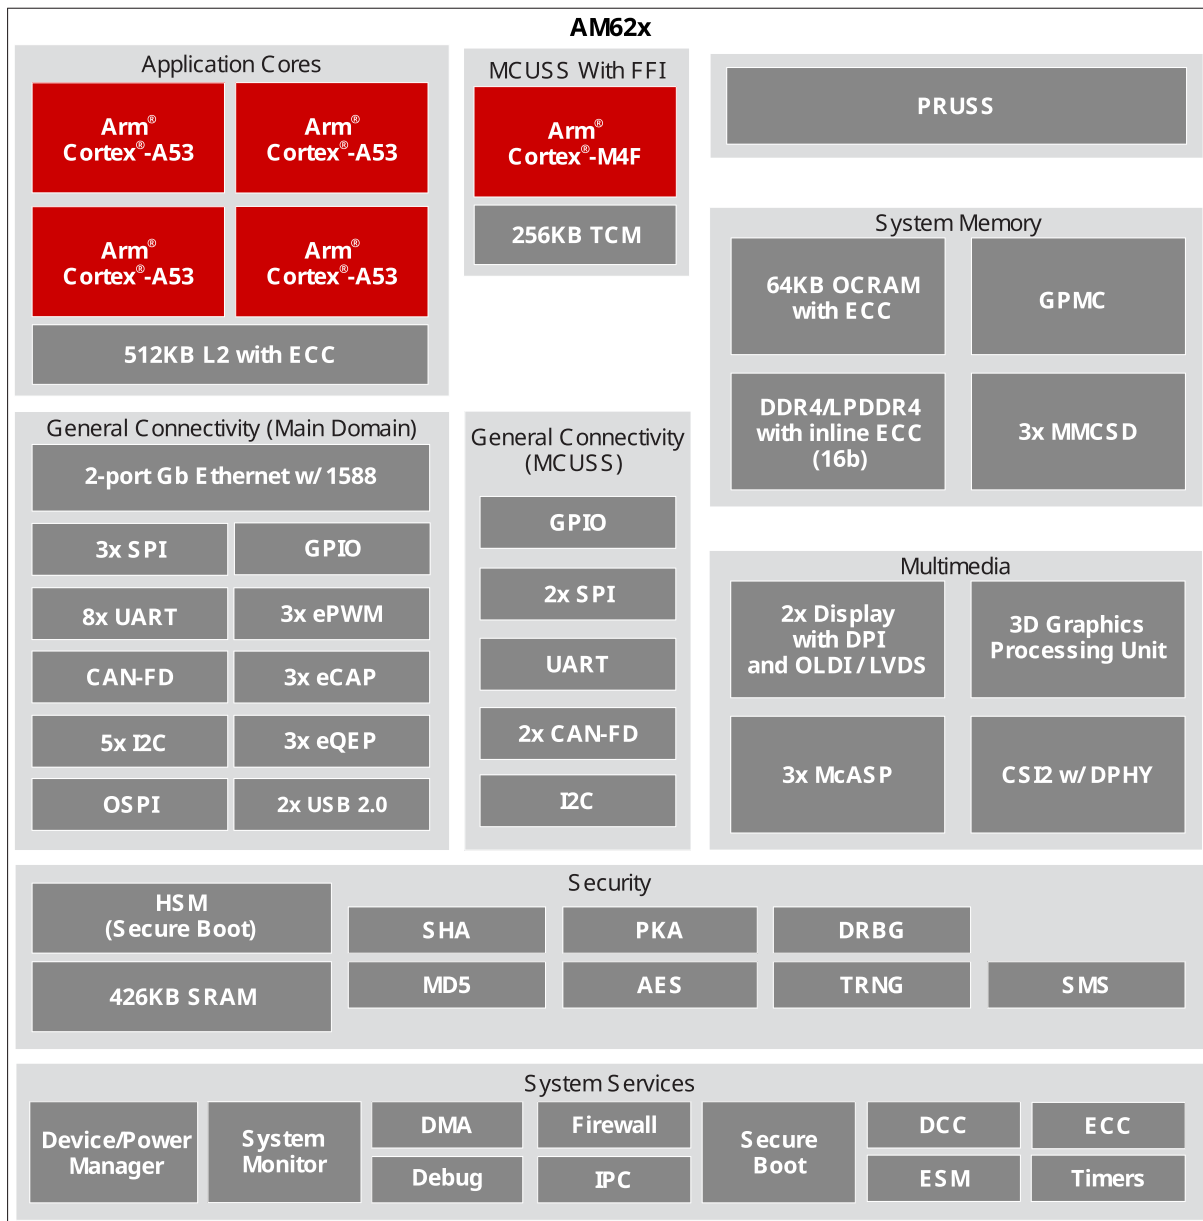 AM62x
Application Cores
Arm®
Cortex®-A53
Arm®
Cortex®-A53
Arm®
Cortex®-A53
Arm®
Cortex®-A53
512KB L2 with ECC
MCUSS With FFI
Arm®
Cortex®-M4F
256KB TCM
PRUSS
System Memory
64KB OCRAM
with ECC
GPMC
DDR4/LPDDR4
with inline ECC
(16b)
3x MMCSD
General Connectivity (Main Domain)
2-port Gb Ethernet w/ 1588
3x SPI
GPIO
8x UART
3x ePWM
CAN-FD
3x eCAP
5x I2C
3x eQEP
OSPI
2x USB 2.0
General Connectivity
(MCUSS)
GPIO
2x SPI
UART
2x CAN-FD
I2C
Multimedia
2x Display
with DPI
and OLDI / LVDS
3D Graphics
Processing Unit
3x McASP
CSI2 w/ DPHY
Security
HSM
(Secure Boot)
426KB SRAM
SHA
PKA
DRBG
MD5
AES
TRNG
SMS
System Services
Device/Power
Manager
System
Monitor
DMA
Debug
Firewall
IPC
Secure
Boot
DCC
ESM
ECC
Timers